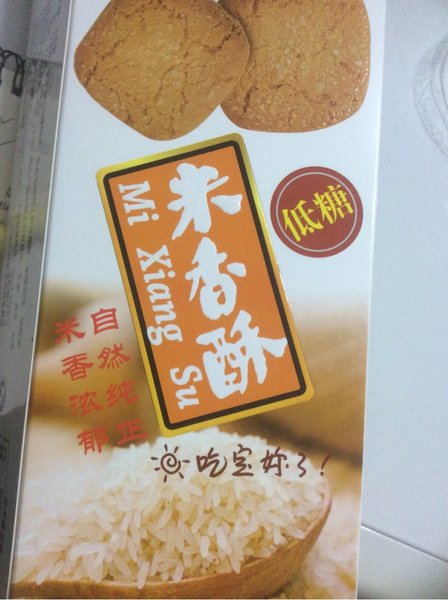 低糖
米香酥
Mi Xiang Su
自然纯正
米香浓郁
吃定妳了!